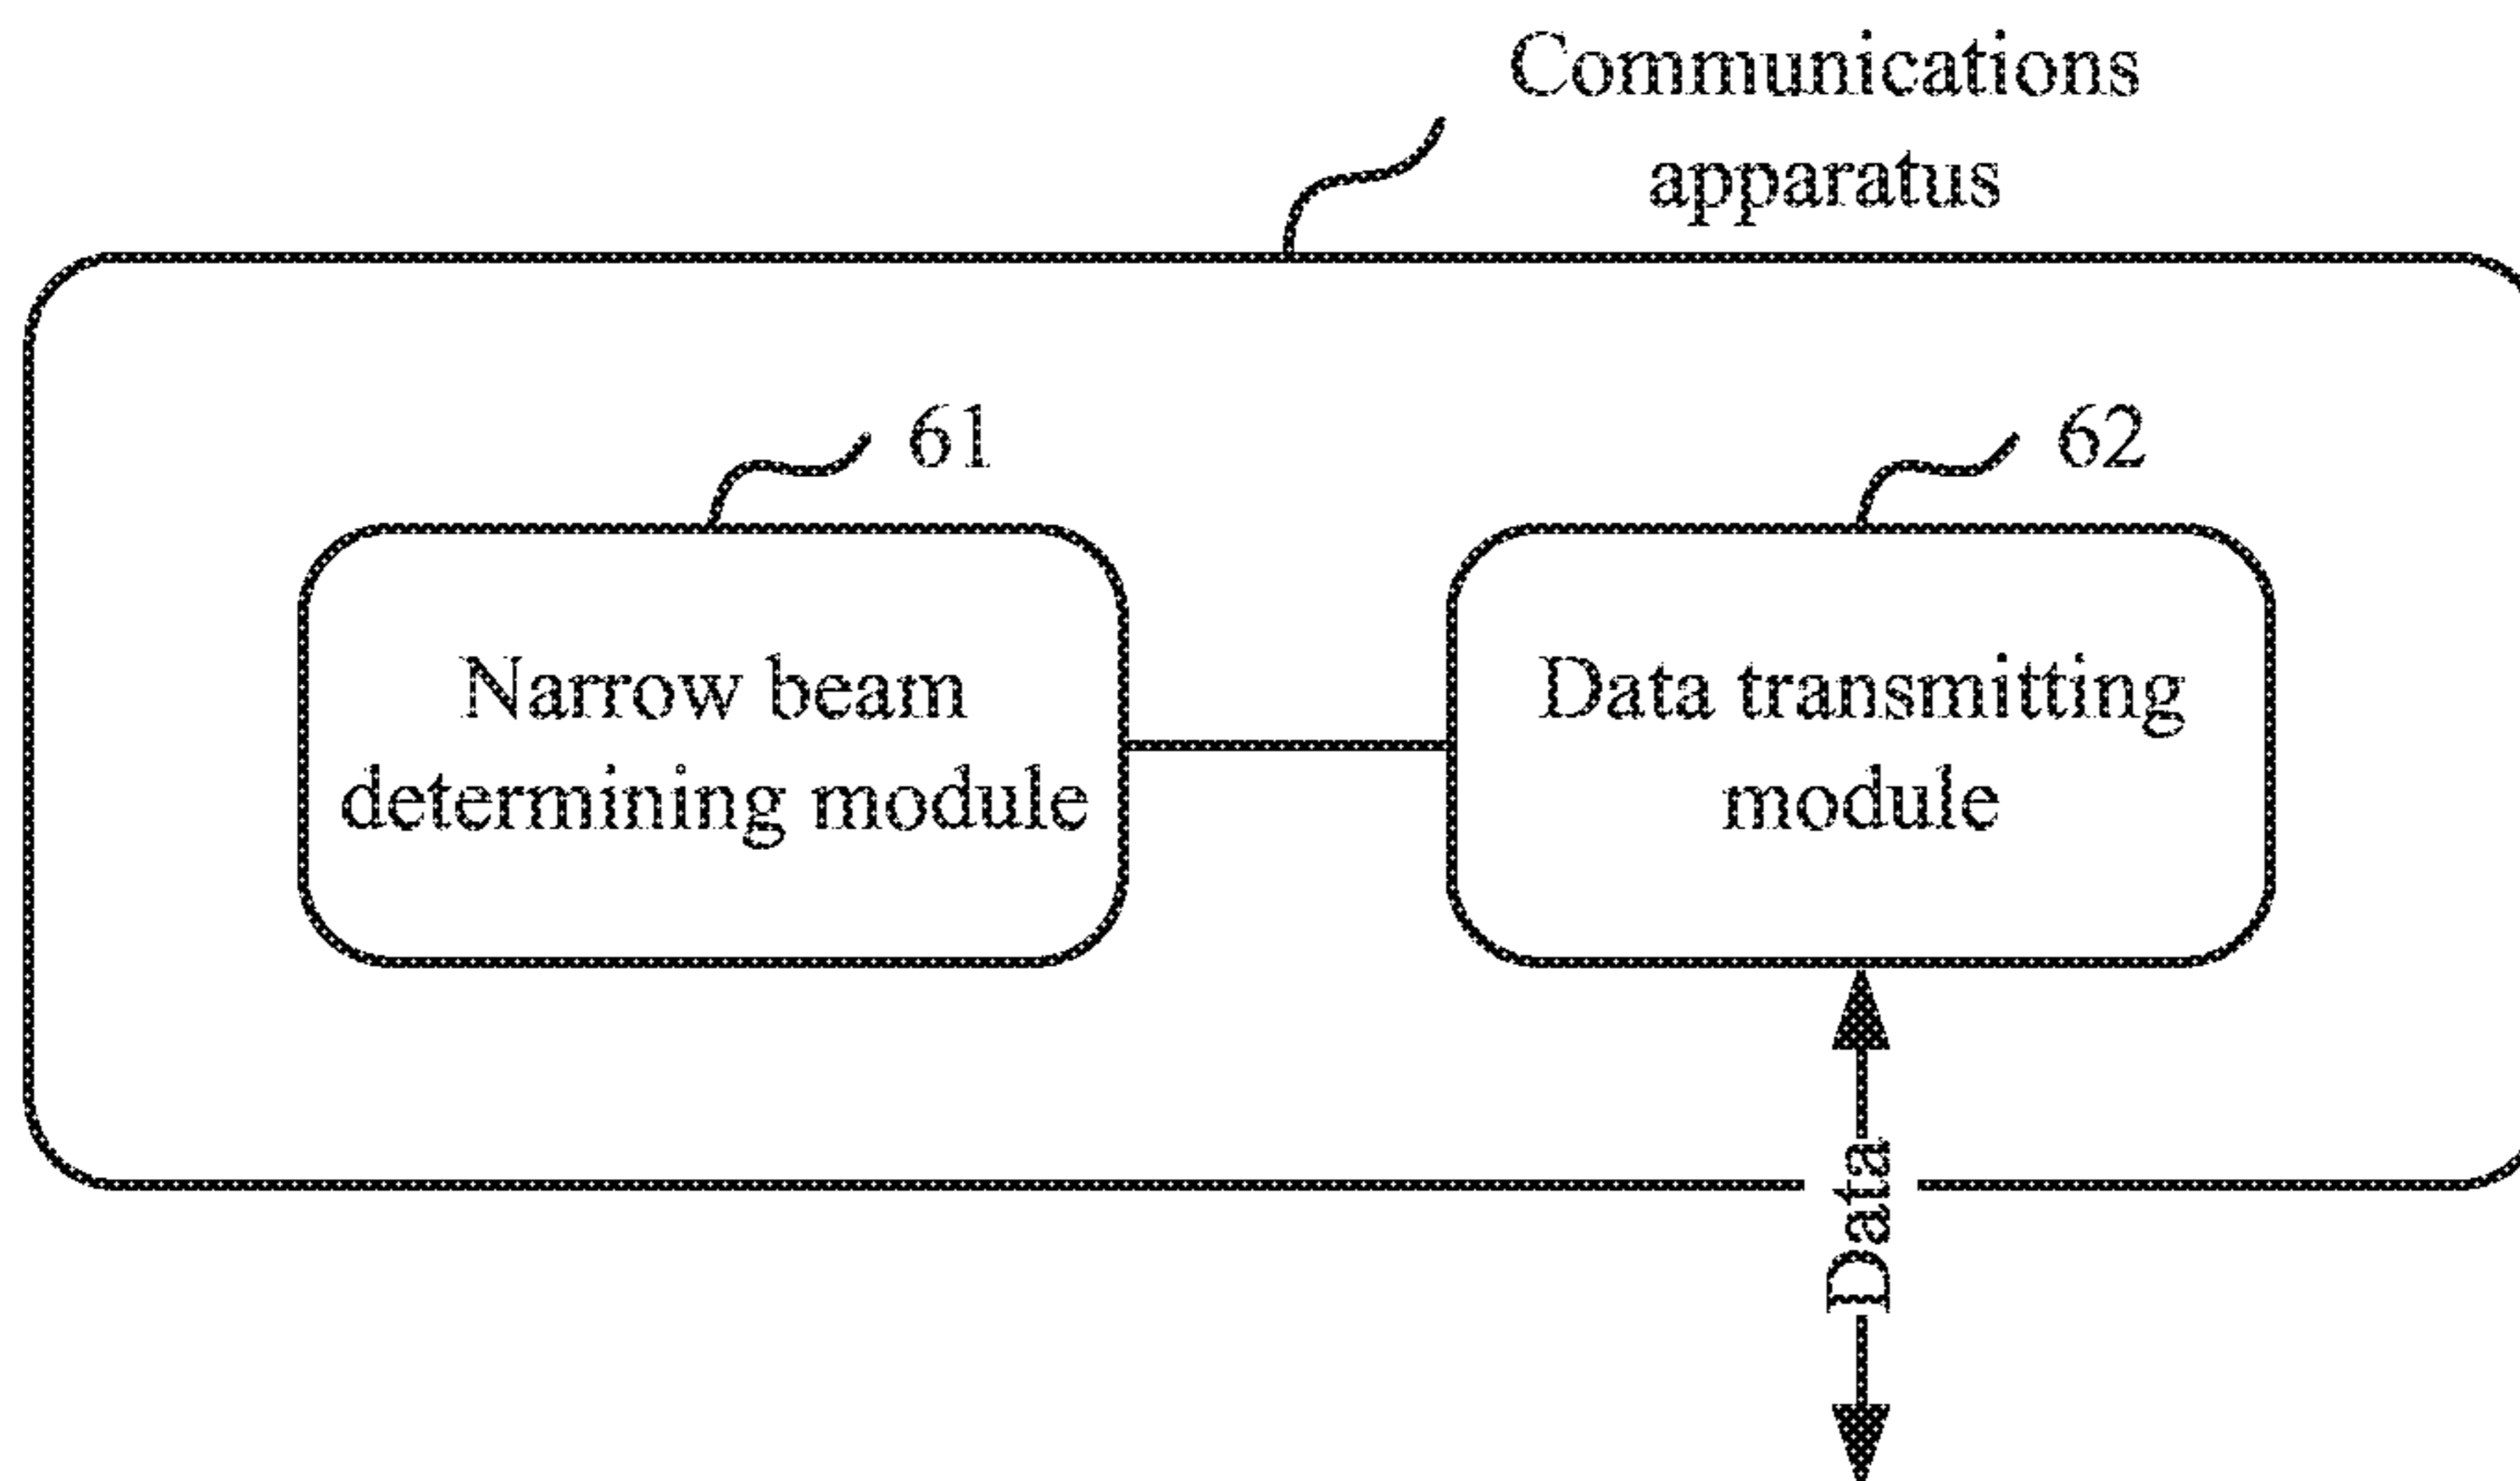 Communications
apparatus
61
62
Narrow beam
determining module
Data transmitting
module
Data